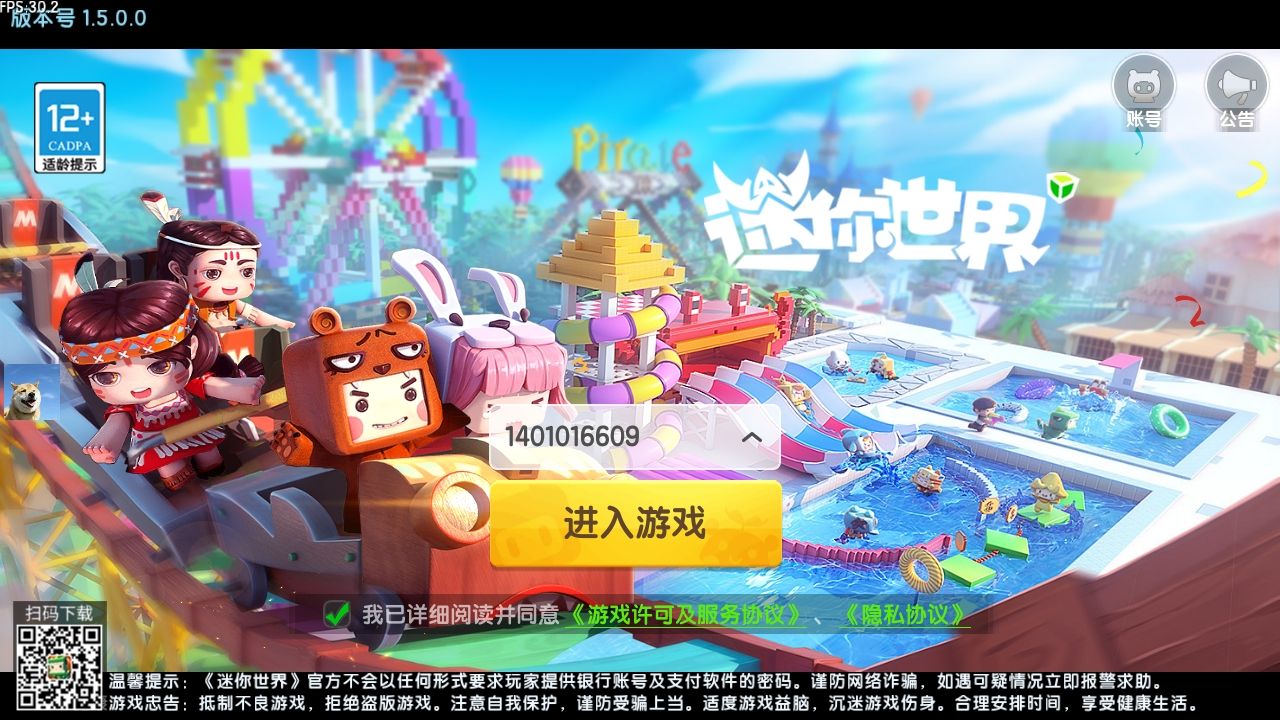 FPS:30.2
版本号 1.5.0.0
12+
CADPA
适龄提示
账号
公告
Pirate
迷你世界
1401016609
进入游戏
我已详细阅读并同意《游戏许可及服务协议》、《隐私协议》
扫码下载
温馨提示：《迷你世界》官方不会以任何形式要求玩家提供银行账号及支付软件的密码。谨防网络诈骗，如遇可疑情况立即报警求助。
游戏忠告：抵制不良游戏，拒绝盗版游戏。注意自我保护，谨防受骗上当。适度游戏益脑，沉迷游戏伤身。合理安排时间，享受健康生活。